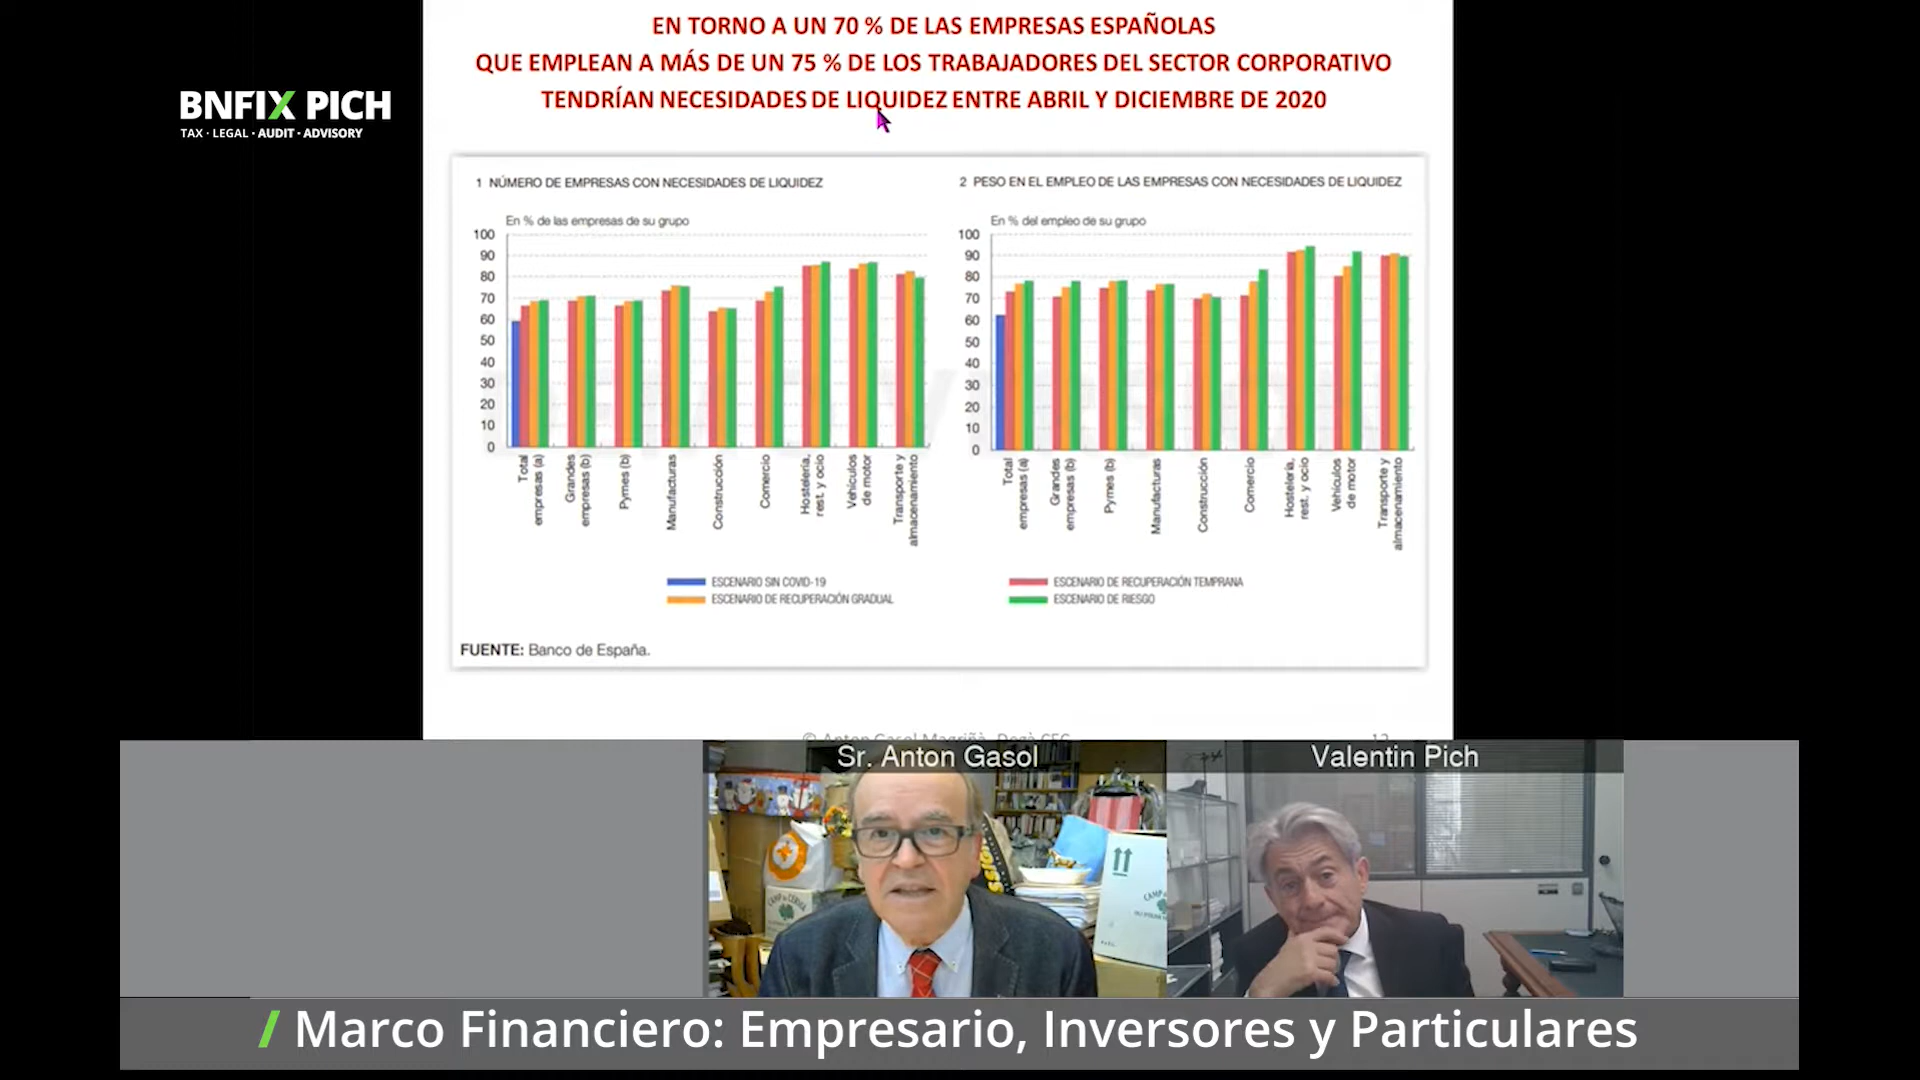 EN TORNO A UN 70 % DE LAS EMPRESAS ESPAÑOLAS
QUE EMPLEAN A MÁS DE UN 75 % DE LOS TRABAJADORES DEL SECTOR CORPORATIVO
TENDRÍAN NECESIDADES DE LIQUIDEZ ENTRE ABRIL Y DICIEMBRE DE 2020
BNFIX PICH
TAX · LEGAL · AUDIT · ADVISORY
1 NÚMERO DE EMPRESAS CON NECESIDADES DE LIQUIDEZ
En % de las empresas de su grupo
100
90
80
70
60
50
40
30
20
10
0
Total
empresas (a)
Grandes
empresas (b)
Pymes (b)
Manufacturas
Construcción
Comercio
Hostelería,
rest. y ocio
Vehículos
de motor
Transporte y
almacenamiento
2 PESO EN EL EMPLEO DE LAS EMPRESAS CON NECESIDADES DE LIQUIDEZ
En % del empleo de su grupo
100
90
80
70
60
50
40
30
20
10
0
Total
empresas (a)
Grandes
empresas (b)
Pymes (b)
Manufacturas
Construcción
Comercio
Hostelería,
rest. y ocio
Vehículos
de motor
Transporte y
almacenamiento
ESCENARIO SIN COVID-19
ESCENARIO DE RECUPERACIÓN TEMPRANA
ESCENARIO DE RECUPERACIÓN GRADUAL
ESCENARIO DE RIESGO
FUENTE: Banco de España.
© Anton Gasol Magriñà, Degà CEC
Sr. Anton Gasol
Valentin Pich
/ Marco Financiero: Empresario, Inversores y Particulares